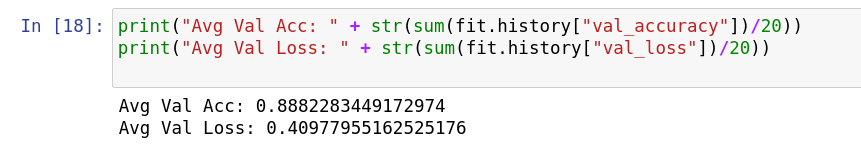 In [18]: print("Avg Val Acc: " + str(sum(fit.history["val_accuracy"])/20))
print("Avg Val Loss: " + str(sum(fit.history["val_loss"])/20))
Avg Val Acc: 0.8882283449172974
Avg Val Loss: 0.40977955162525176